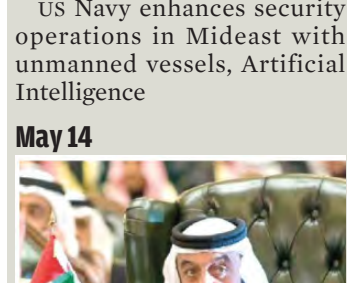 US Navy enhances security
operations in Mideast with
unmanned vessels, Artificial
Intelligence
May 14